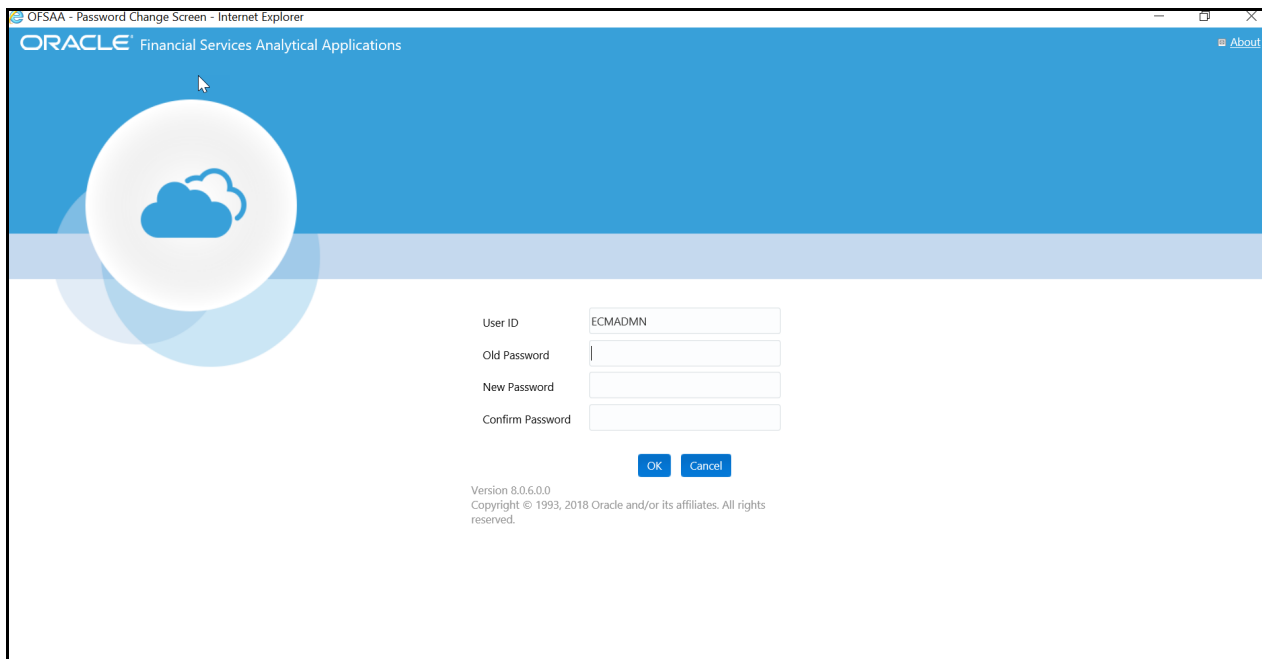 OFSAA - Password Change Screen - Internet Explorer
ORACLE® Financial Services Analytical Applications
About
User ID ECMADMN
Old Password
New Password
Confirm Password
OK Cancel
Version 8.0.6.0.0
Copyright © 1993, 2018 Oracle and/or its affiliates. All rights
reserved.